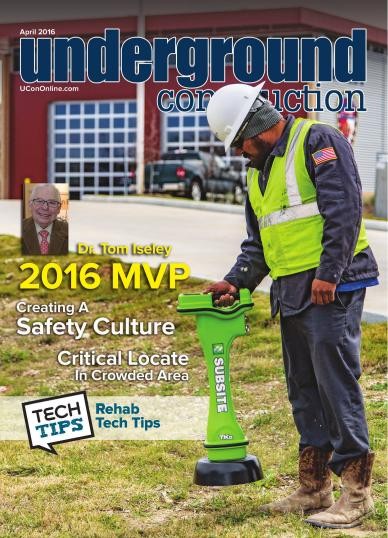 April 2016
underground
construction
UConOnline.com
Dr. Tom Iseley
2016 MVP
Creating A
Safety Culture
Critical Locate
In Crowded Area
TECH
TIPS
Rehab
Tech Tips
SUBSITE